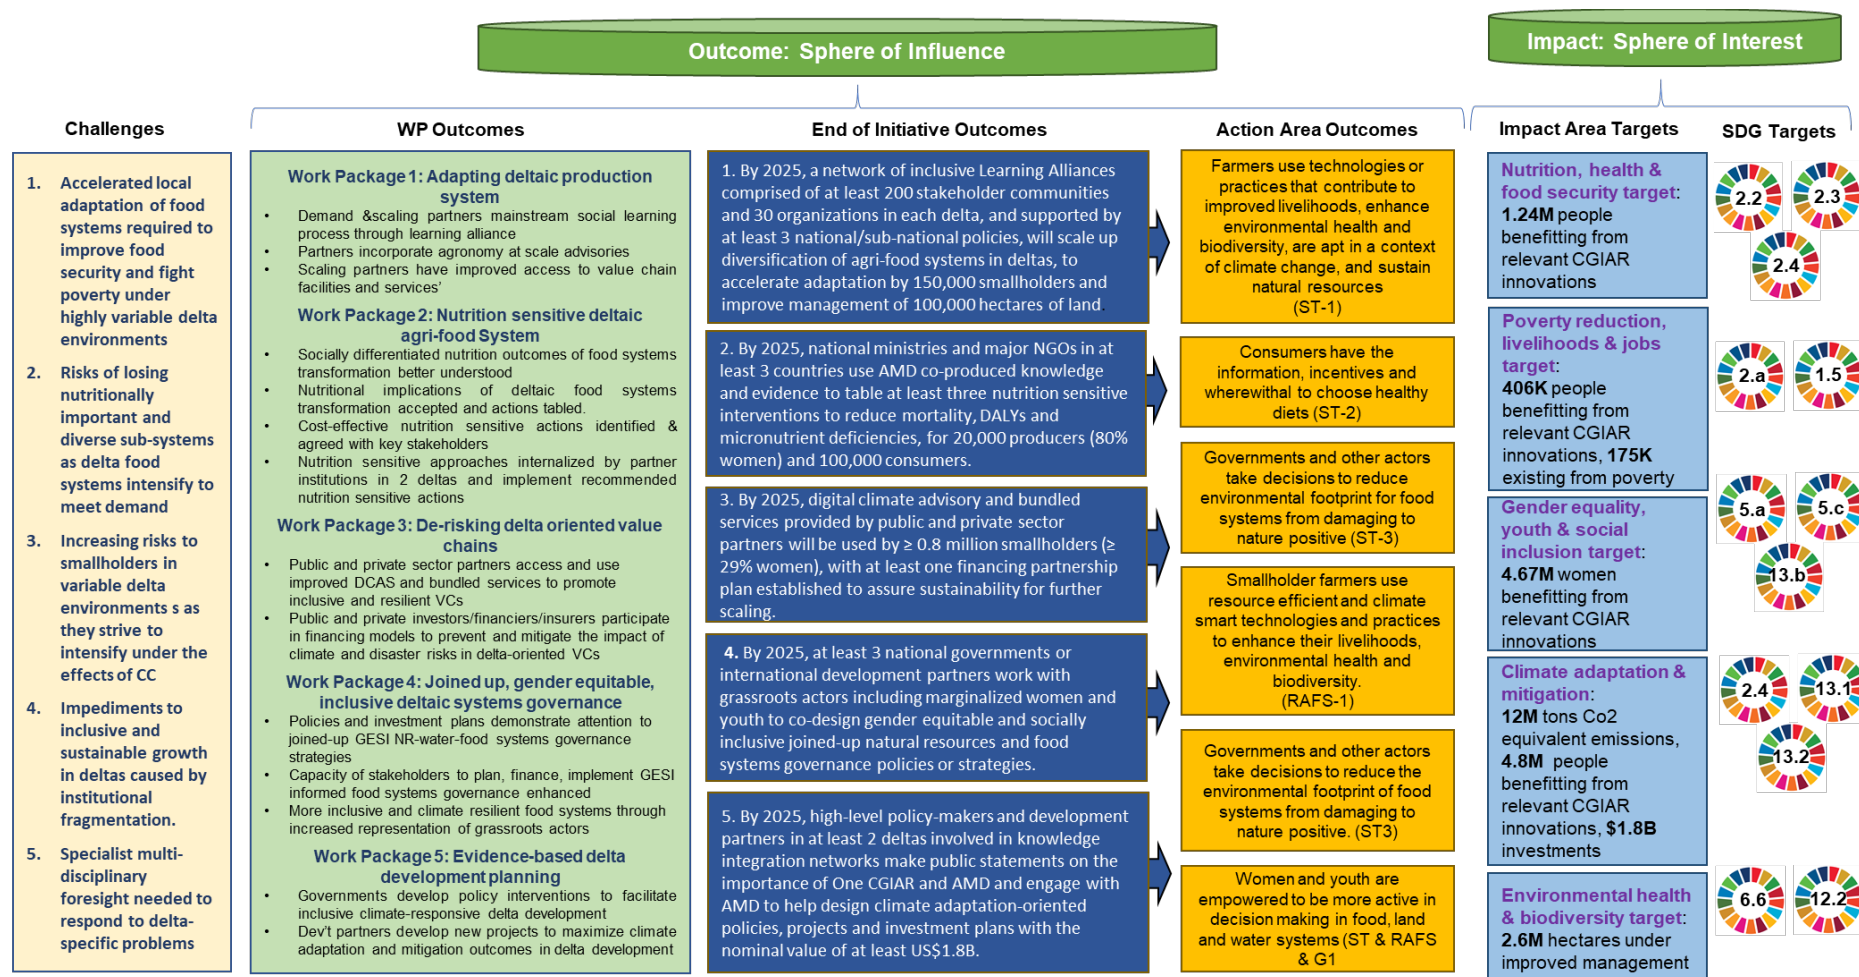 Outcome: Sphere of Influence
Impact: Sphere of Interest
Challenges
WP Outcomes
End of Initiative Outcomes
Action Area Outcomes
Impact Area Targets
SDG Targets
1. Accelerated local
adaptation of food
systems required to
improve food
security and fight
poverty under
highly variable delta
environments
2. Risks of losing
nutritionally
important and
diverse sub-systems
as delta food
systems intensify to
meet demand
3. Increasing risks to
smallholders in
variable delta
environments s as
they strive to
intensify under the
effects of CC
4. Impediments to
inclusive and
sustainable growth
in deltas caused by
institutional
fragmentation.
5. Specialist multi-
disciplinary
foresight needed to
respond to delta-
specific problems
Work Package 1: Adapting deltaic production
system
• Demand &scaling partners mainstream social learning
process through learning alliance
• Partners incorporate agronomy at scale advisories
• Scaling partners have improved access to value chain
facilities and services’
Work Package 2: Nutrition sensitive deltaic
agri-food System
• Socially differentiated nutrition outcomes of food systems
transformation better understood
• Nutritional implications of deltaic food systems
transformation accepted and actions tabled.
• Cost-effective nutrition sensitive actions identified &
agreed with key stakeholders
• Nutrition sensitive approaches internalized by partner
institutions in 2 deltas and implement recommended
nutrition sensitive actions
Work Package 3: De-risking delta oriented value
chains
• Public and private sector partners access and use
improved DCAS and bundled services to promote
inclusive and resilient VCs
• Public and private investors/financiers/insurers participate
in financing models to prevent and mitigate the impact of
climate and disaster risks in delta-oriented VCs
Work Package 4: Joined up, gender equitable,
inclusive deltaic systems governance
• Policies and investment plans demonstrate attention to
joined-up GESI NR-water-food systems governance
strategies
• Capacity of stakeholders to plan, finance, implement GESI
informed food systems governance enhanced
• More inclusive and climate resilient food systems through
increased representation of grassroots actors
Work Package 5: Evidence-based delta
development planning
• Governments develop policy interventions to facilitate
inclusive climate-responsive delta development
• Dev’t partners develop new projects to maximize climate
adaptation and mitigation outcomes in delta development
1. By 2025, a network of inclusive Learning Alliances
comprised of at least 200 stakeholder communities
and 30 organizations in each delta, and supported by
at least 3 national/sub-national policies, will scale up
diversification of agri-food systems in deltas, to
accelerate adaptation by 150,000 smallholders and
improve management of 100,000 hectares of land.
2. By 2025, national ministries and major NGOs in at
least 3 countries use AMD co-produced knowledge
and evidence to table at least three nutrition sensitive
interventions to reduce mortality, DALYs and
micronutrient deficiencies, for 20,000 producers (80%
women) and 100,000 consumers.
3. By 2025, digital climate advisory and bundled
services provided by public and private sector
partners will be used by ≥ 0.8 million smallholders (≥
29% women), with at least one financing partnership
plan established to assure sustainability for further
scaling.
4. By 2025, at least 3 national governments or
international development partners work with
grassroots actors including marginalized women and
youth to co-design gender equitable and socially
inclusive joined-up natural resources and food
systems governance policies or strategies.
5. By 2025, high-level policy-makers and development
partners in at least 2 deltas involved in knowledge
integration networks make public statements on the
importance of One CGIAR and AMD and engage with
AMD to help design climate adaptation-oriented
policies, projects and investment plans with the
nominal value of at least US$1.8B.
Farmers use technologies or
practices that contribute to
improved livelihoods, enhance
environmental health and
biodiversity, are apt in a context
of climate change, and sustain
natural resources
(ST-1)
Consumers have the
information, incentives and
wherewithal to choose healthy
diets (ST-2)
Governments and other actors
take decisions to reduce
environmental footprint for food
systems from damaging to
nature positive (ST-3)
Smallholder farmers use
resource efficient and climate
smart technologies and practices
to enhance their livelihoods,
environmental health and
biodiversity.
(RAFS-1)
Governments and other actors
take decisions to reduce the
environmental footprint of food
systems from damaging to
nature positive. (ST3)
Women and youth are
empowered to be more active in
decision making in food, land
and water systems (ST & RAFS
& G1
Nutrition, health &
food security target:
1.24M people
benefitting from
relevant CGIAR
innovations
Poverty reduction,
livelihoods & jobs
target:
406K people
benefitting from
relevant CGIAR
innovations, 175K
existing from poverty
Gender equality,
youth & social
inclusion target:
4.67M women
benefitting from
relevant CGIAR
innovations
Climate adaptation &
mitigation:
12M tons Co2
equivalent emissions,
4.8M people
benefitting from
relevant CGIAR
innovations, $1.8B
investments
Environmental health
& biodiversity target:
2.6M hectares under
improved management
2.2
2.3
2.4
2.a
1.5
5.a
5.c
13.b
2.4
13.1
13.2
6.6
12.2